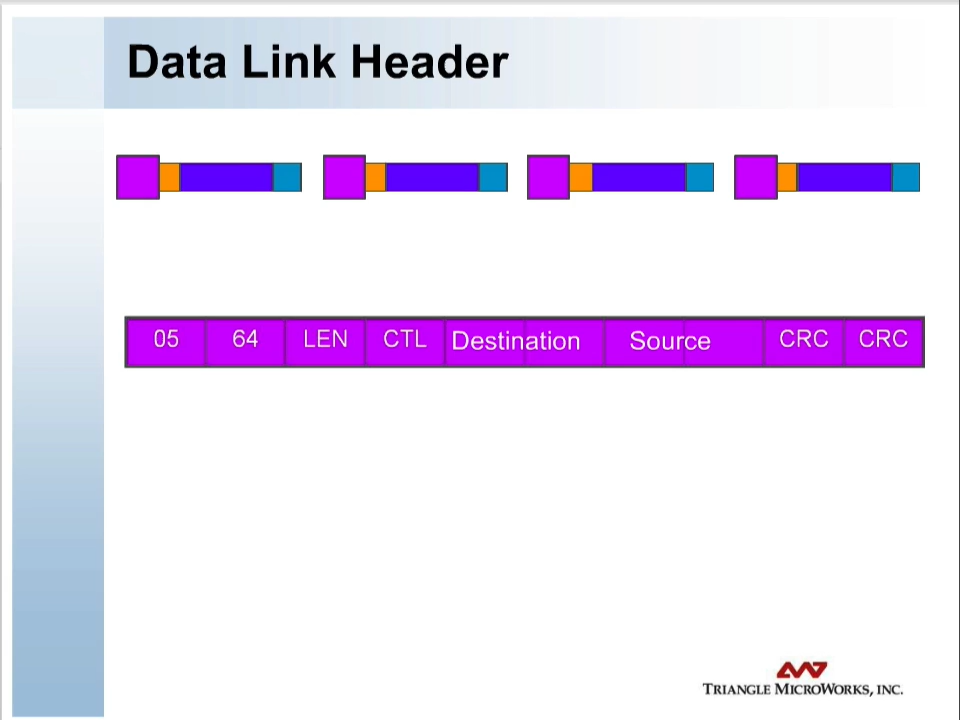 Data Link Header
05 64 LEN CTL Destination Source CRC CRC
TRIANGLE MICROWORKS, INC.